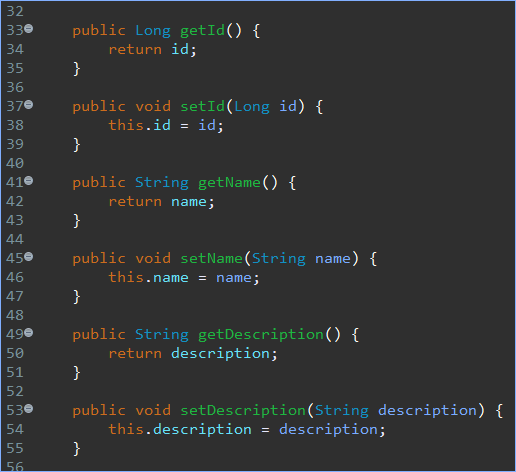 32
33 public Long getId() {
34 return id;
35 }
36
37 public void setId(Long id) {
38 this.id = id;
39 }
40
41 public String getName() {
42 return name;
43 }
44
45 public void setName(String name) {
46 this.name = name;
47 }
48
49 public String getDescription() {
50 return description;
51 }
52
53 public void setDescription(String description) {
54 this.description = description;
55 }
56